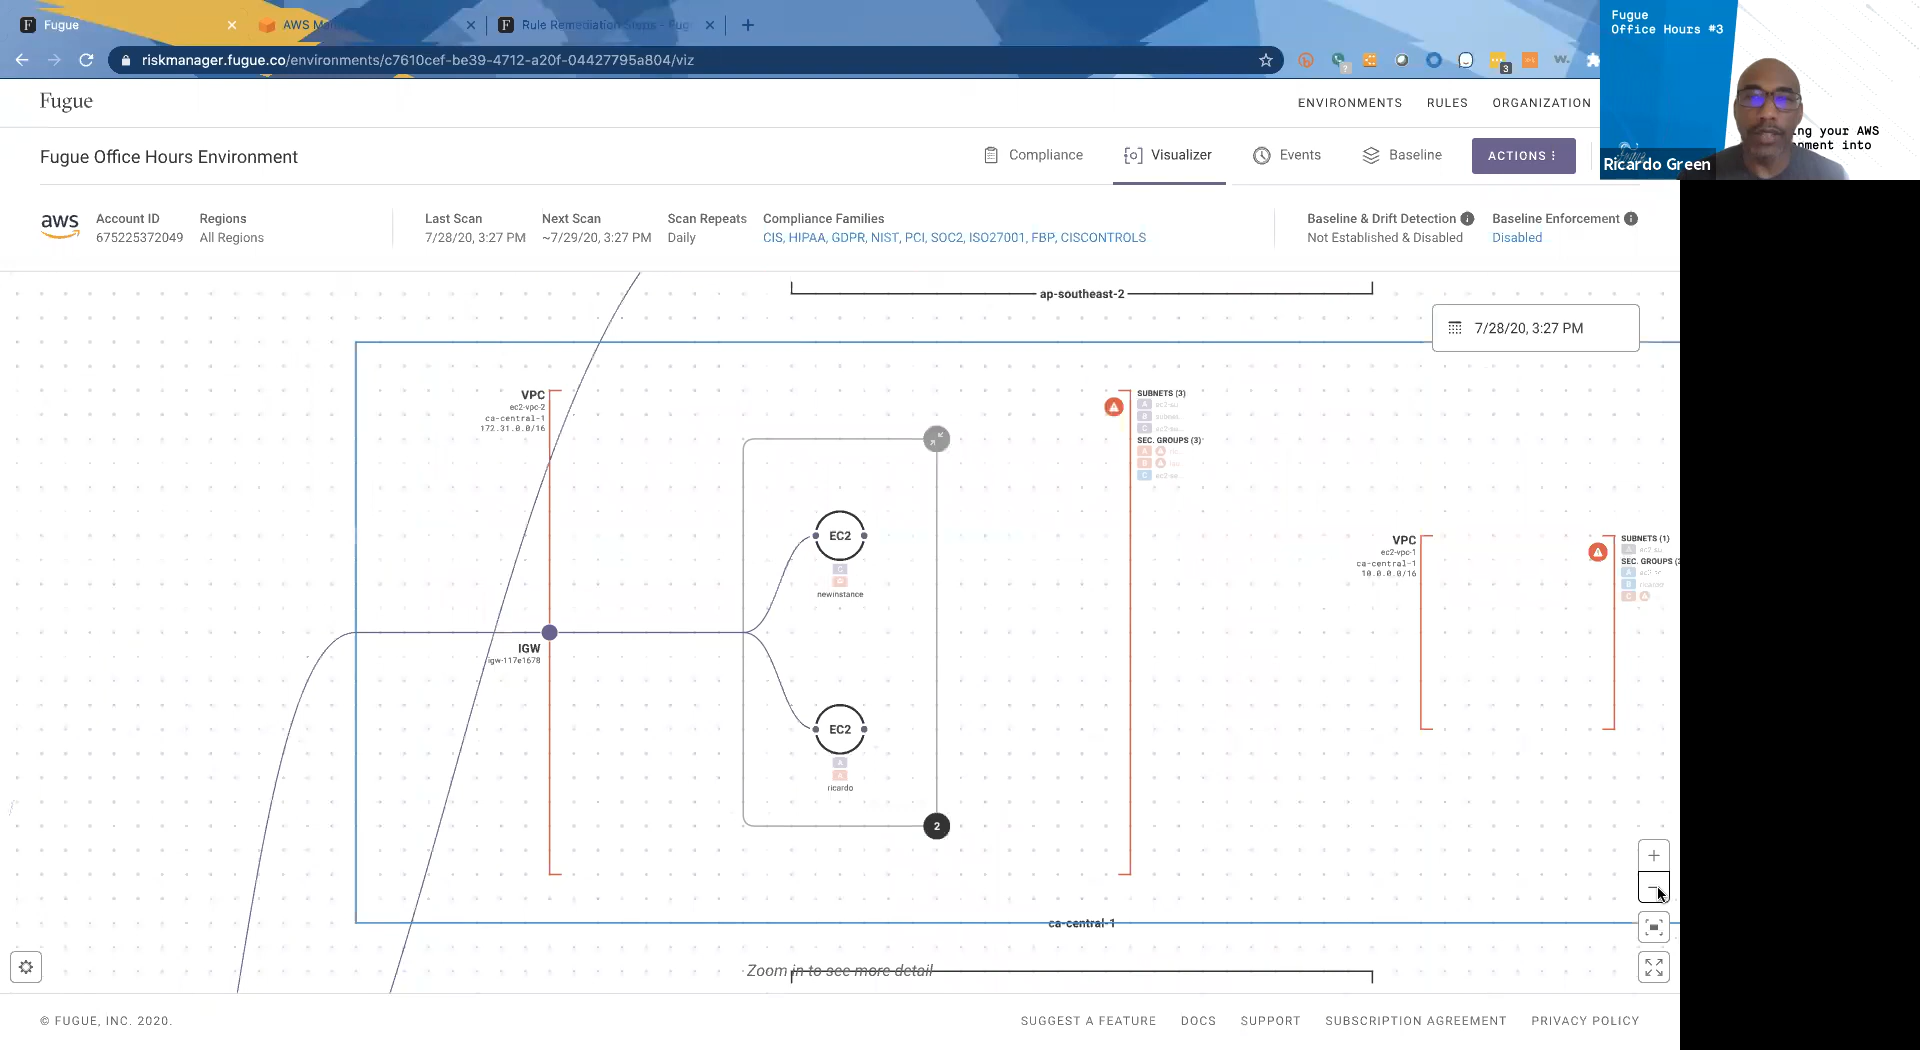 Fugue
AWS Ma
Rule Remediation Steps - Fug
Fugue
Office Hours #3
riskmanager.fugue.co/environments/c7610cef-be39-4712-a20f-04427795a804/viz
3
Fugue
ENVIRONMENTS
RULES
ORGANIZATION
ng your AWS
nment into
Ricardo Green
Fugue Office Hours Environment
Compliance
Visualizer
Events
Baseline
ACTIONS
aws
Account ID
675225372049
Regions
All Regions
Last Scan
7/28/20, 3:27 PM
Next Scan
~7/29/20, 3:27 PM
Scan Repeats
Daily
Compliance Families
CIS, HIPAA, GDPR, NIST, PCI, SOC2, ISO27001, FBP, CISCONTROLS
Baseline & Drift Detection
Not Established & Disabled
Baseline Enforcement
Disabled
ap-southeast-2
7/28/20, 3:27 PM
VPC
ec2-vpc-2
ca-central-1
172.31.0.0/16
SUBNETS (3)
A
B
C
SEC. GROUPS (3)
A
B
C
EC2
C
newinstance
IGW
igw-117e1678
EC2
A
A
ricardo
2
VPC
ec2-vpc-1
ca-central-1
10.0.0.0/16
SUBNETS (1)
A
SEC. GROUPS (3
A
B
ricardo
C
ca-central-1
Zoom in to see more detail
© FUGUE, INC. 2020.
SUGGEST A FEATURE
DOCS
SUPPORT
SUBSCRIPTION AGREEMENT
PRIVACY POLICY